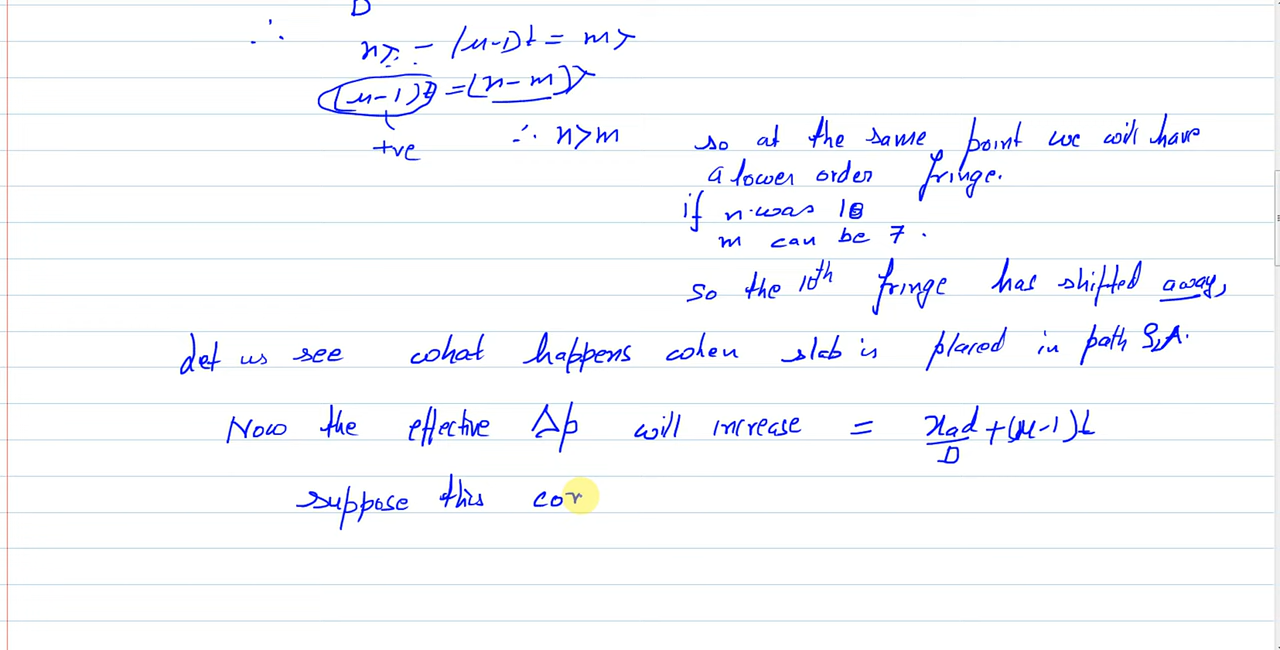 D
∴ nλ - (μ-1)t = mλ
(μ-1)t = (n-m)λ
+ve
∴ n>m
so at the same point we will have
a lower order fringe.
if n was 10
m can be 7.
so the 10th fringe has shifted away,
Let us see what happens when slab is placed in path S₂A.
Now the effective Δp will increase = xₐd/D + (μ-1)t
suppose this cor